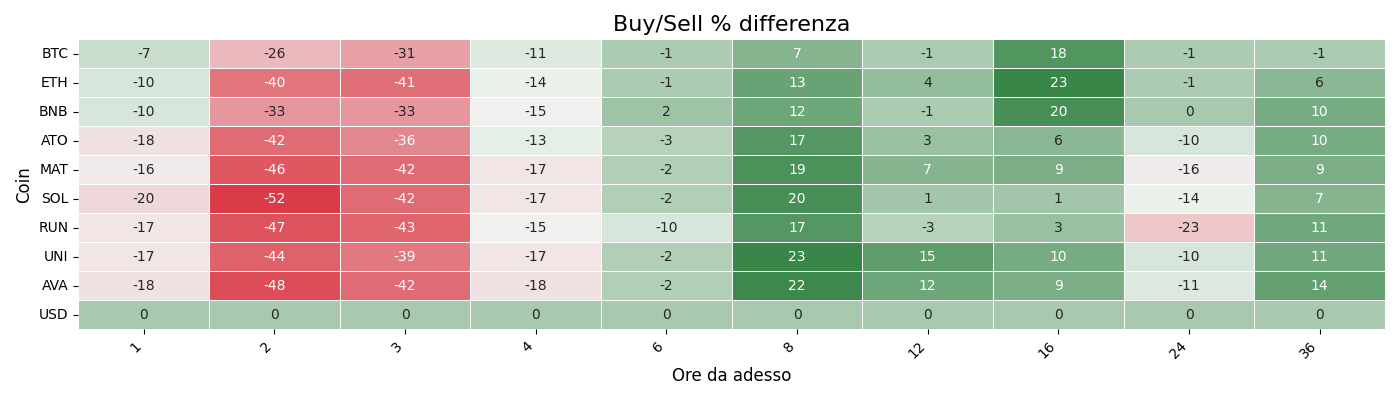 Buy/Sell % differenza
Coin
BTC -7 -26 -31 -11 -1 7 -1 18 -1 -1
ETH -10 -40 -41 -14 -1 13 4 23 -1 6
BNB -10 -33 -33 -15 2 12 -1 20 0 10
ATO -18 -42 -36 -13 -3 17 3 6 -10 10
MAT -16 -46 -42 -17 -2 19 7 9 -16 9
SOL -20 -52 -42 -17 -2 20 1 1 -14 7
RUN -17 -47 -43 -15 -10 17 -3 3 -23 11
UNI -17 -44 -39 -17 -2 23 15 10 -10 11
AVA -18 -48 -42 -18 -2 22 12 9 -11 14
USD 0 0 0 0 0 0 0 0 0 0
1 2 3 4 6 8 12 16 24 36
Ore da adesso